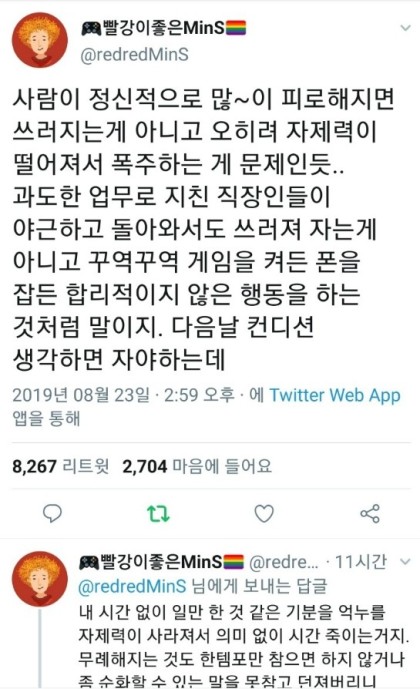 🎮빨강이좋은MinS🏳️‍🌈
@redredMinS
사람이 정신적으로 많~이 피로해지면
쓰러지는게 아니고 오히려 자제력이
떨어져서 폭주하는 게 문제인듯..
과도한 업무로 지친 직장인들이
야근하고 돌아와서도 쓰러져 자는게
아니고 꾸역꾸역 게임을 켜든 폰을
잡든 합리적이지 않은 행동을 하는
것처럼 말이지. 다음날 컨디션
생각하면 자야하는데
2019년 08월 23일 · 2:59 오후 · 에 Twitter Web App
앱을 통해
8,267 리트윗 2,704 마음에 들어요
🎮빨강이좋은MinS🏳️‍🌈 @redre... · 11시간
@redredMinS 님에게 보내는 답글
내 시간 없이 일만 한 것 같은 기분을 억누를
자제력이 사라져서 의미 없이 시간 죽이는거지.
무례해지는 것도 한템포만 참으면 하지 않거나
좀 순화할 수 있는 말을 못참고 던져버리니